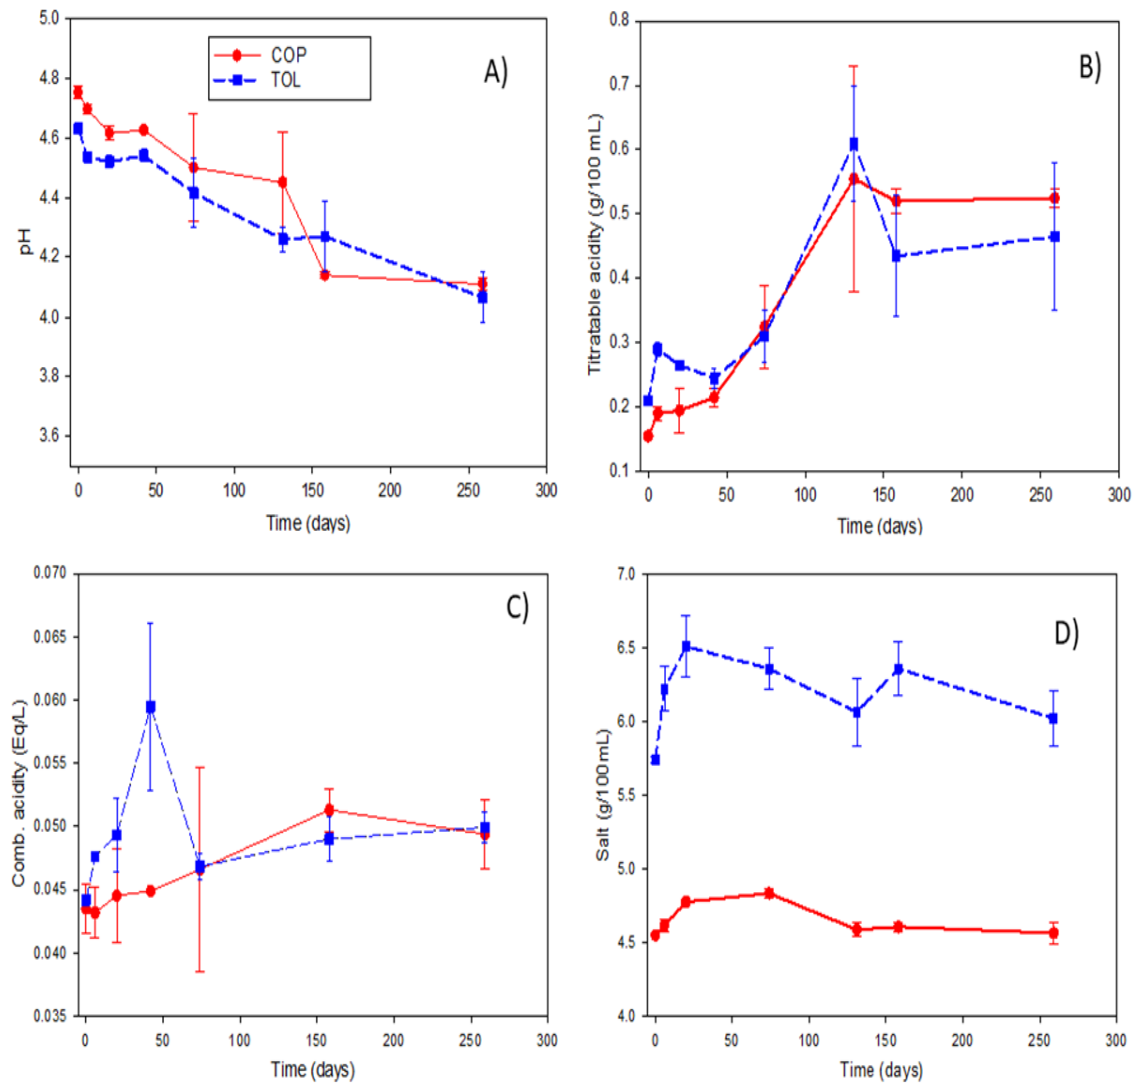 A)
COP
TOL
5.0
4.8
4.6
4.4
4.2
4.0
3.8
3.6
pH
0 50 100 150 200 250 300
Time (days)
B)
0.8
0.7
0.6
0.5
0.4
0.3
0.2
0.1
Titratable acidity (g/100 mL)
0 50 100 150 200 250 300
Time (days)
C)
0.070
0.065
0.060
0.055
0.050
0.045
0.040
0.035
Comb. acidity (Eq/L)
0 50 100 150 200 250 300
Time (days)
D)
7.0
6.5
6.0
5.5
5.0
4.5
4.0
Salt (g/100mL)
0 50 100 150 200 250 300
Time (days)